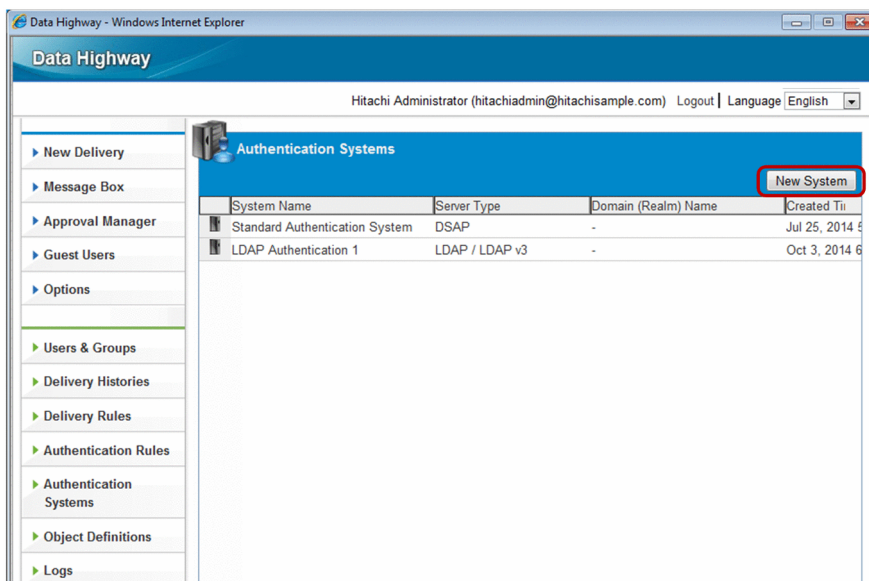 Data Highway - Windows Internet Explorer
Data Highway
Hitachi Administrator (hitachiadmin@hitachisample.com) Logout | Language English
New Delivery
Message Box
Approval Manager
Guest Users
Options
Users & Groups
Delivery Histories
Delivery Rules
Authentication Rules
Authentication
Systems
Object Definitions
Logs
Authentication Systems
New System
System Name Server Type Domain (Realm) Name Created
Standard Authentication System DSAP - Jul 25, 2014
LDAP Authentication 1 LDAP / LDAP v3 - Oct 3, 2014 6